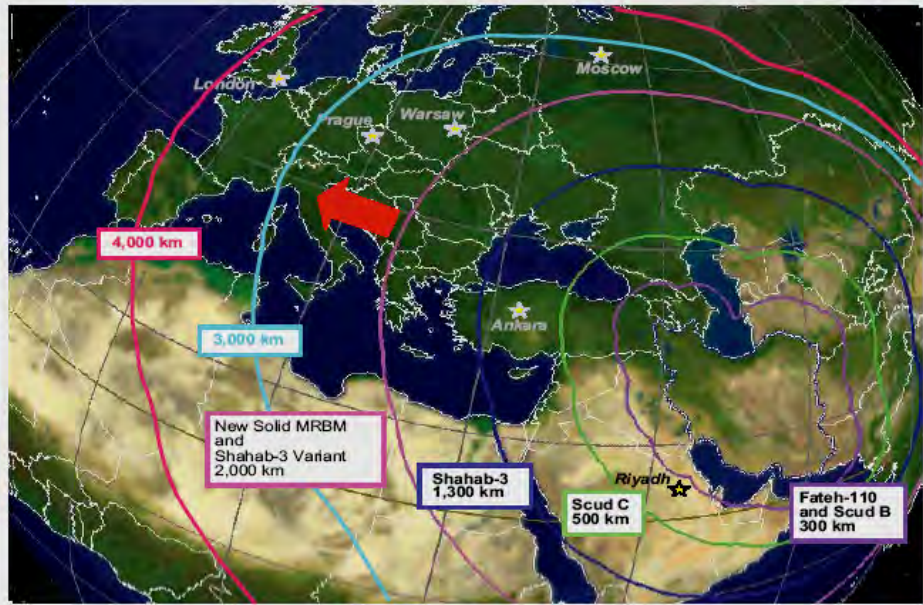 London
Moscow
Prague
Warsaw
4,000 km
Ankara
3,000 km
New Solid MRBM
and
Shahab-3 Variant
2,000 km
Shahab-3
1,300 km
Riyadh
Scud C
500 km
Fateh-110
and Scud B
300 km